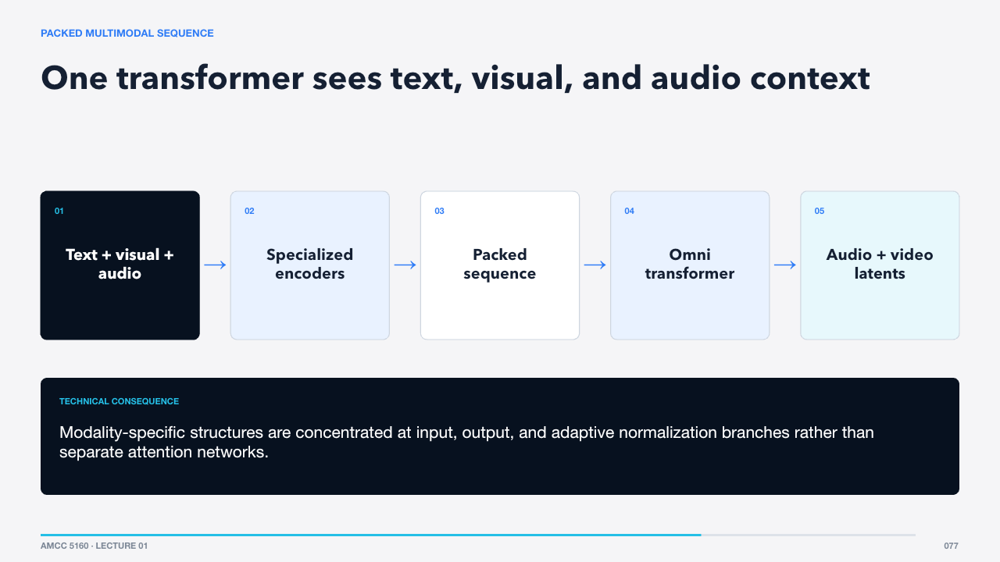 PACKED MULTIMODAL SEQUENCE
One transformer sees text, visual, and audio context
01
Text + visual +
audio
→
02
Specialized
encoders
→
03
Packed
sequence
→
04
Omni
transformer
→
05
Audio + video
latents
TECHNICAL CONSEQUENCE
Modality-specific structures are concentrated at input, output, and adaptive normalization branches rather than
separate attention networks.
AMCC 5160 · LECTURE 01
077